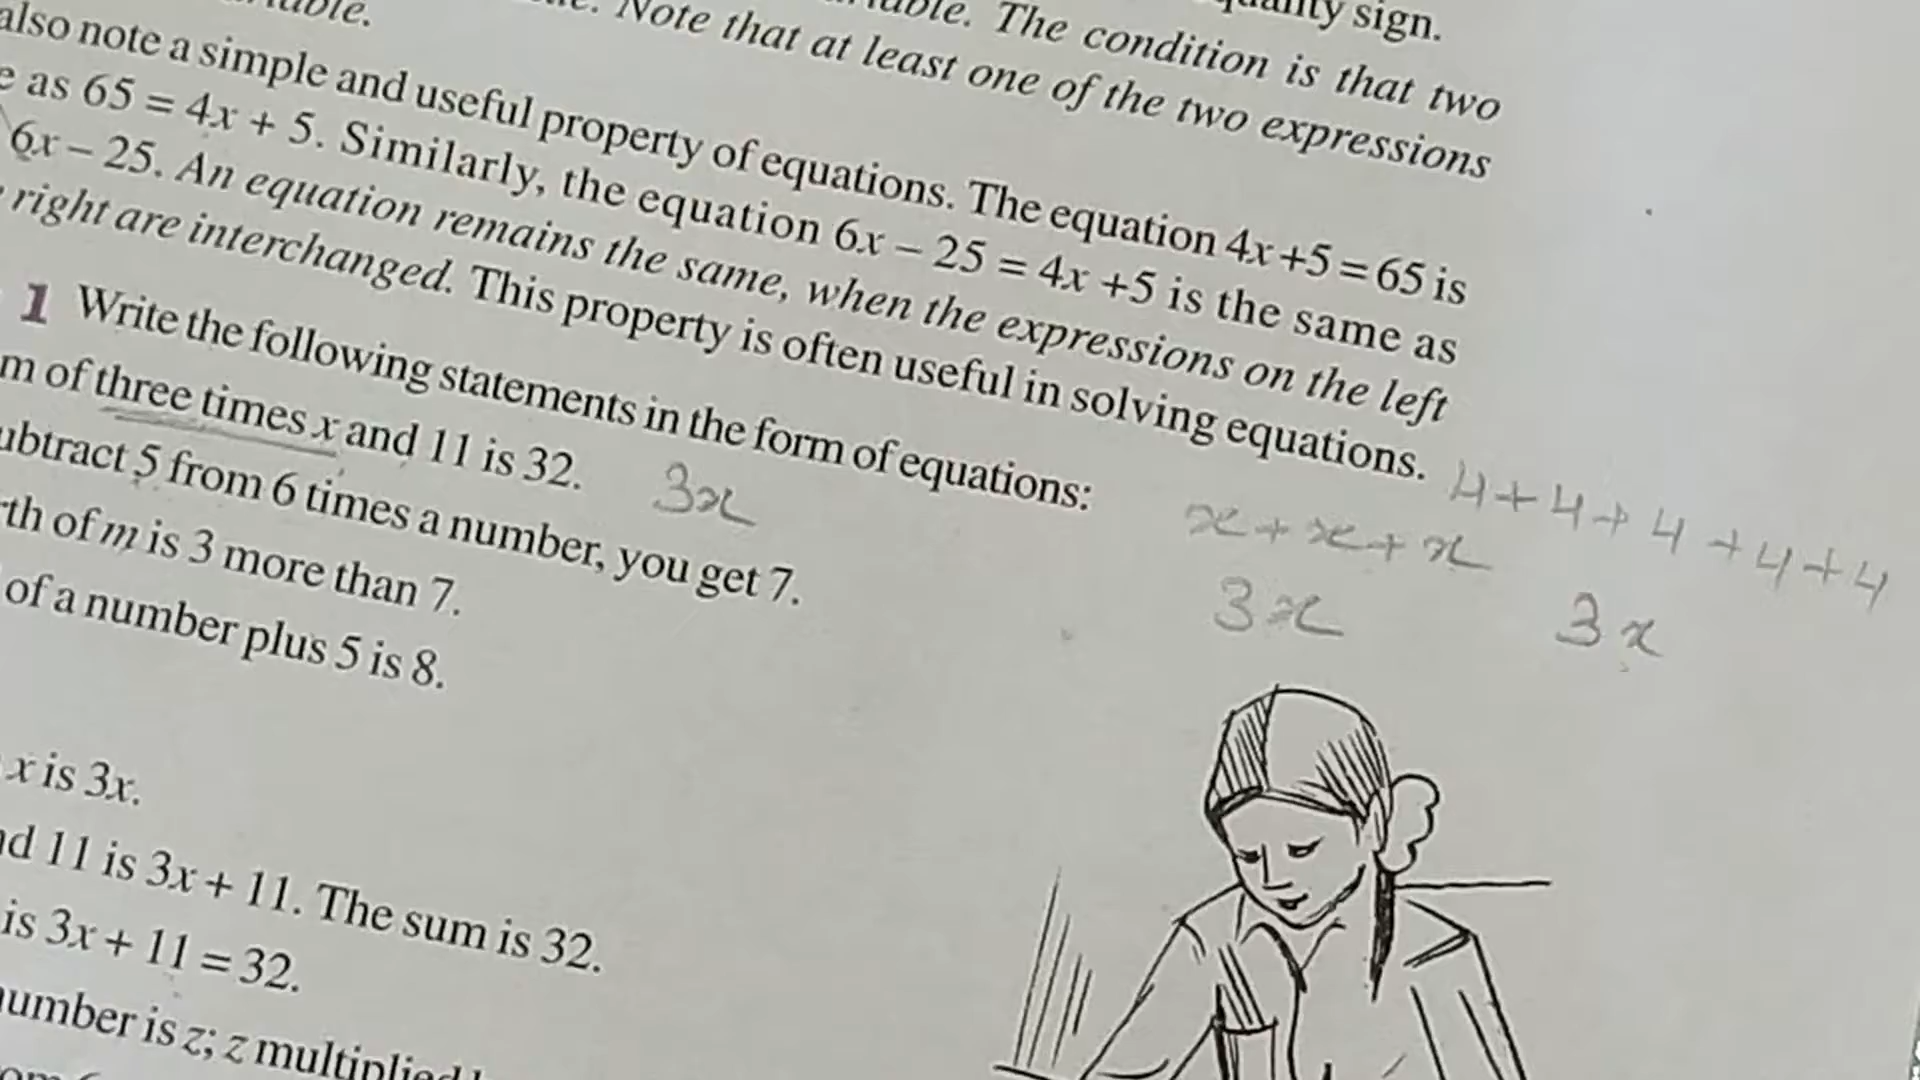 quality sign.
The condition is that two
Note that at least one of the two expressions
also note a simple and useful property of equations. The equation 4x+5=65 is
as 65 = 4x + 5. Similarly, the equation 6x – 25 = 4x +5 is the same as
6x – 25. An equation remains the same, when the expressions on the left
right are interchanged. This property is often useful in solving equations.
1 Write the following statements in the form of equations:
of three times x and 11 is 32.
3x
x+x+x
4+4+4+4+4
3x
3x
5 from 6 times a number, you get 7.
of m is 3 more than 7.
of a number plus 5 is 8.
x is 3x.
11 is 3x + 11. The sum is 32.
is 3x + 11 = 32.
number is z; z multiplied